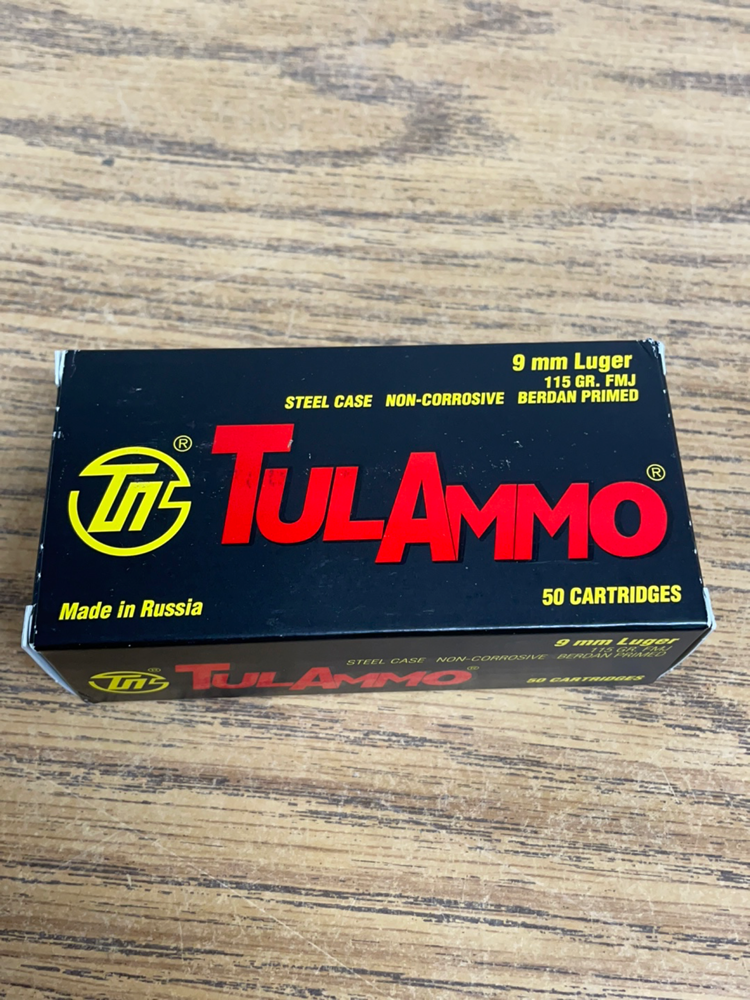 9 mm Luger
115 GR. FMJ
STEEL CASE NON-CORROSIVE BERDAN PRIMED
®
TULAMMO®
Made in Russia
50 CARTRIDGES
9 mm Luger
115 GR. FMJ
STEEL CASE NON-CORROSIVE BERDAN PRIMED
®
TULAMMO®
50 CARTRIDGES